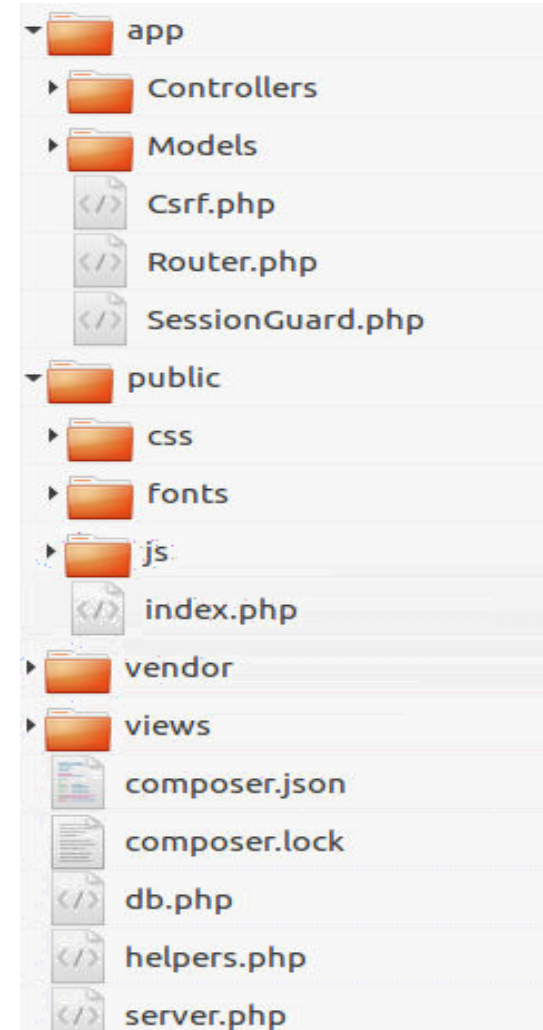 app
Controllers
Models
Csrf.php
Router.php
SessionGuard.php
public
css
fonts
js
index.php
vendor
views
composer.json
composer.lock
db.php
helpers.php
server.php